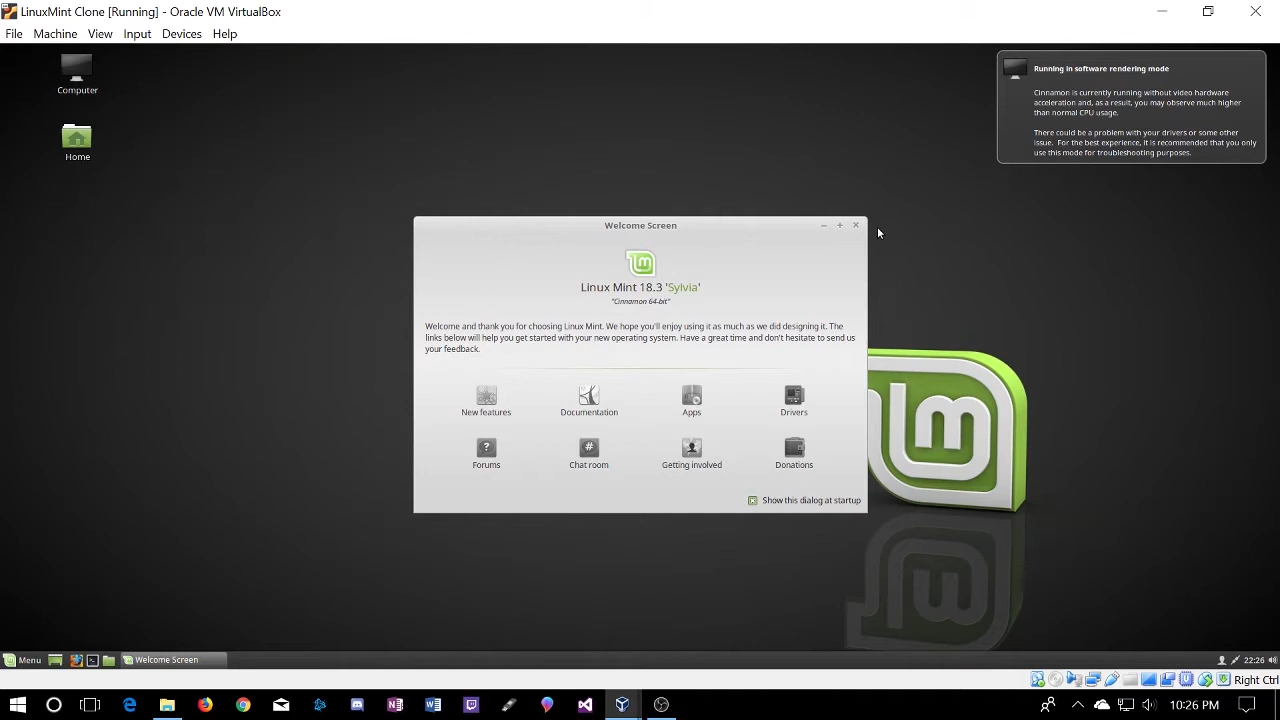 LinuxMint Clone [Running] - Oracle VM VirtualBox
File Machine View Input Devices Help
Computer
Home
Running in software rendering mode
Cinnamon is currently running without video hardware
acceleration and, as a result, you may observe much higher
than normal CPU usage.
There could be a problem with your drivers or some other
issue. For the best experience, it is recommended that you only
use this mode for troubleshooting purposes.
Welcome Screen
Linux Mint 18.3 'Sylvia'
"Cinnamon 64-bit"
Welcome and thank you for choosing Linux Mint. We hope you'll enjoy using it as much as we did designing it. The
links below will help you get started with your new operating system. Have a great time and don't hesitate to send us
your feedback.
New features Documentation Apps Drivers
Forums Chat room Getting involved Donations
Show this dialog at startup
Menu Welcome Screen 22:26
Right Ctrl
10:26 PM